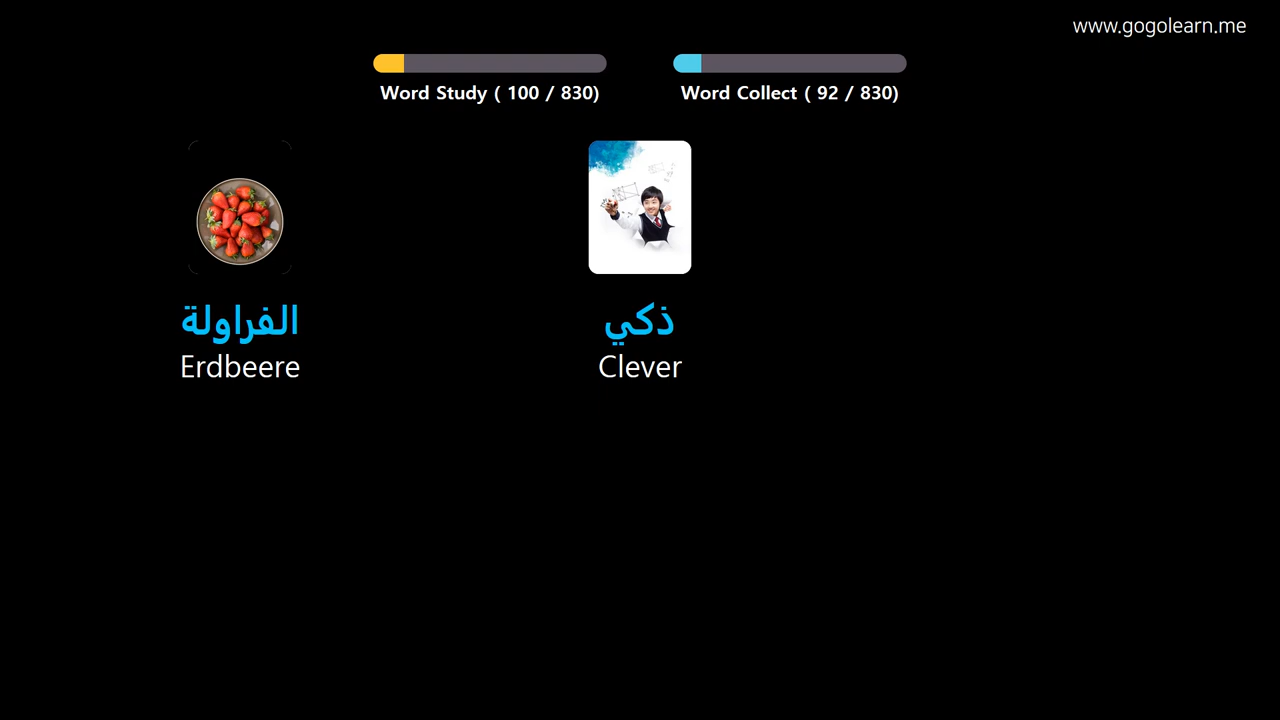 www.gogolearn.me
Word Study ( 100 / 830)
Word Collect ( 92 / 830)
الفراولة
Erdbeere
ذكي
Clever